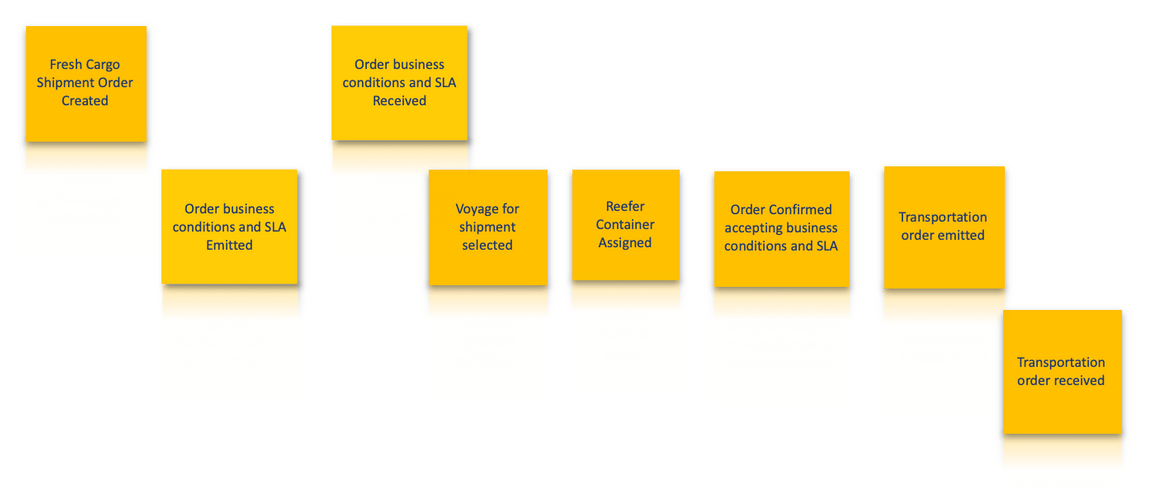 Fresh Cargo
Shipment Order
Created
Order business
conditions and SLA
Emitted
Order business
conditions and SLA
Received
Voyage for
shipment
selected
Reefer
Container
Assigned
Order Confirmed
accepting business
conditions and SLA
Transportation
order emitted
Transportation
order received